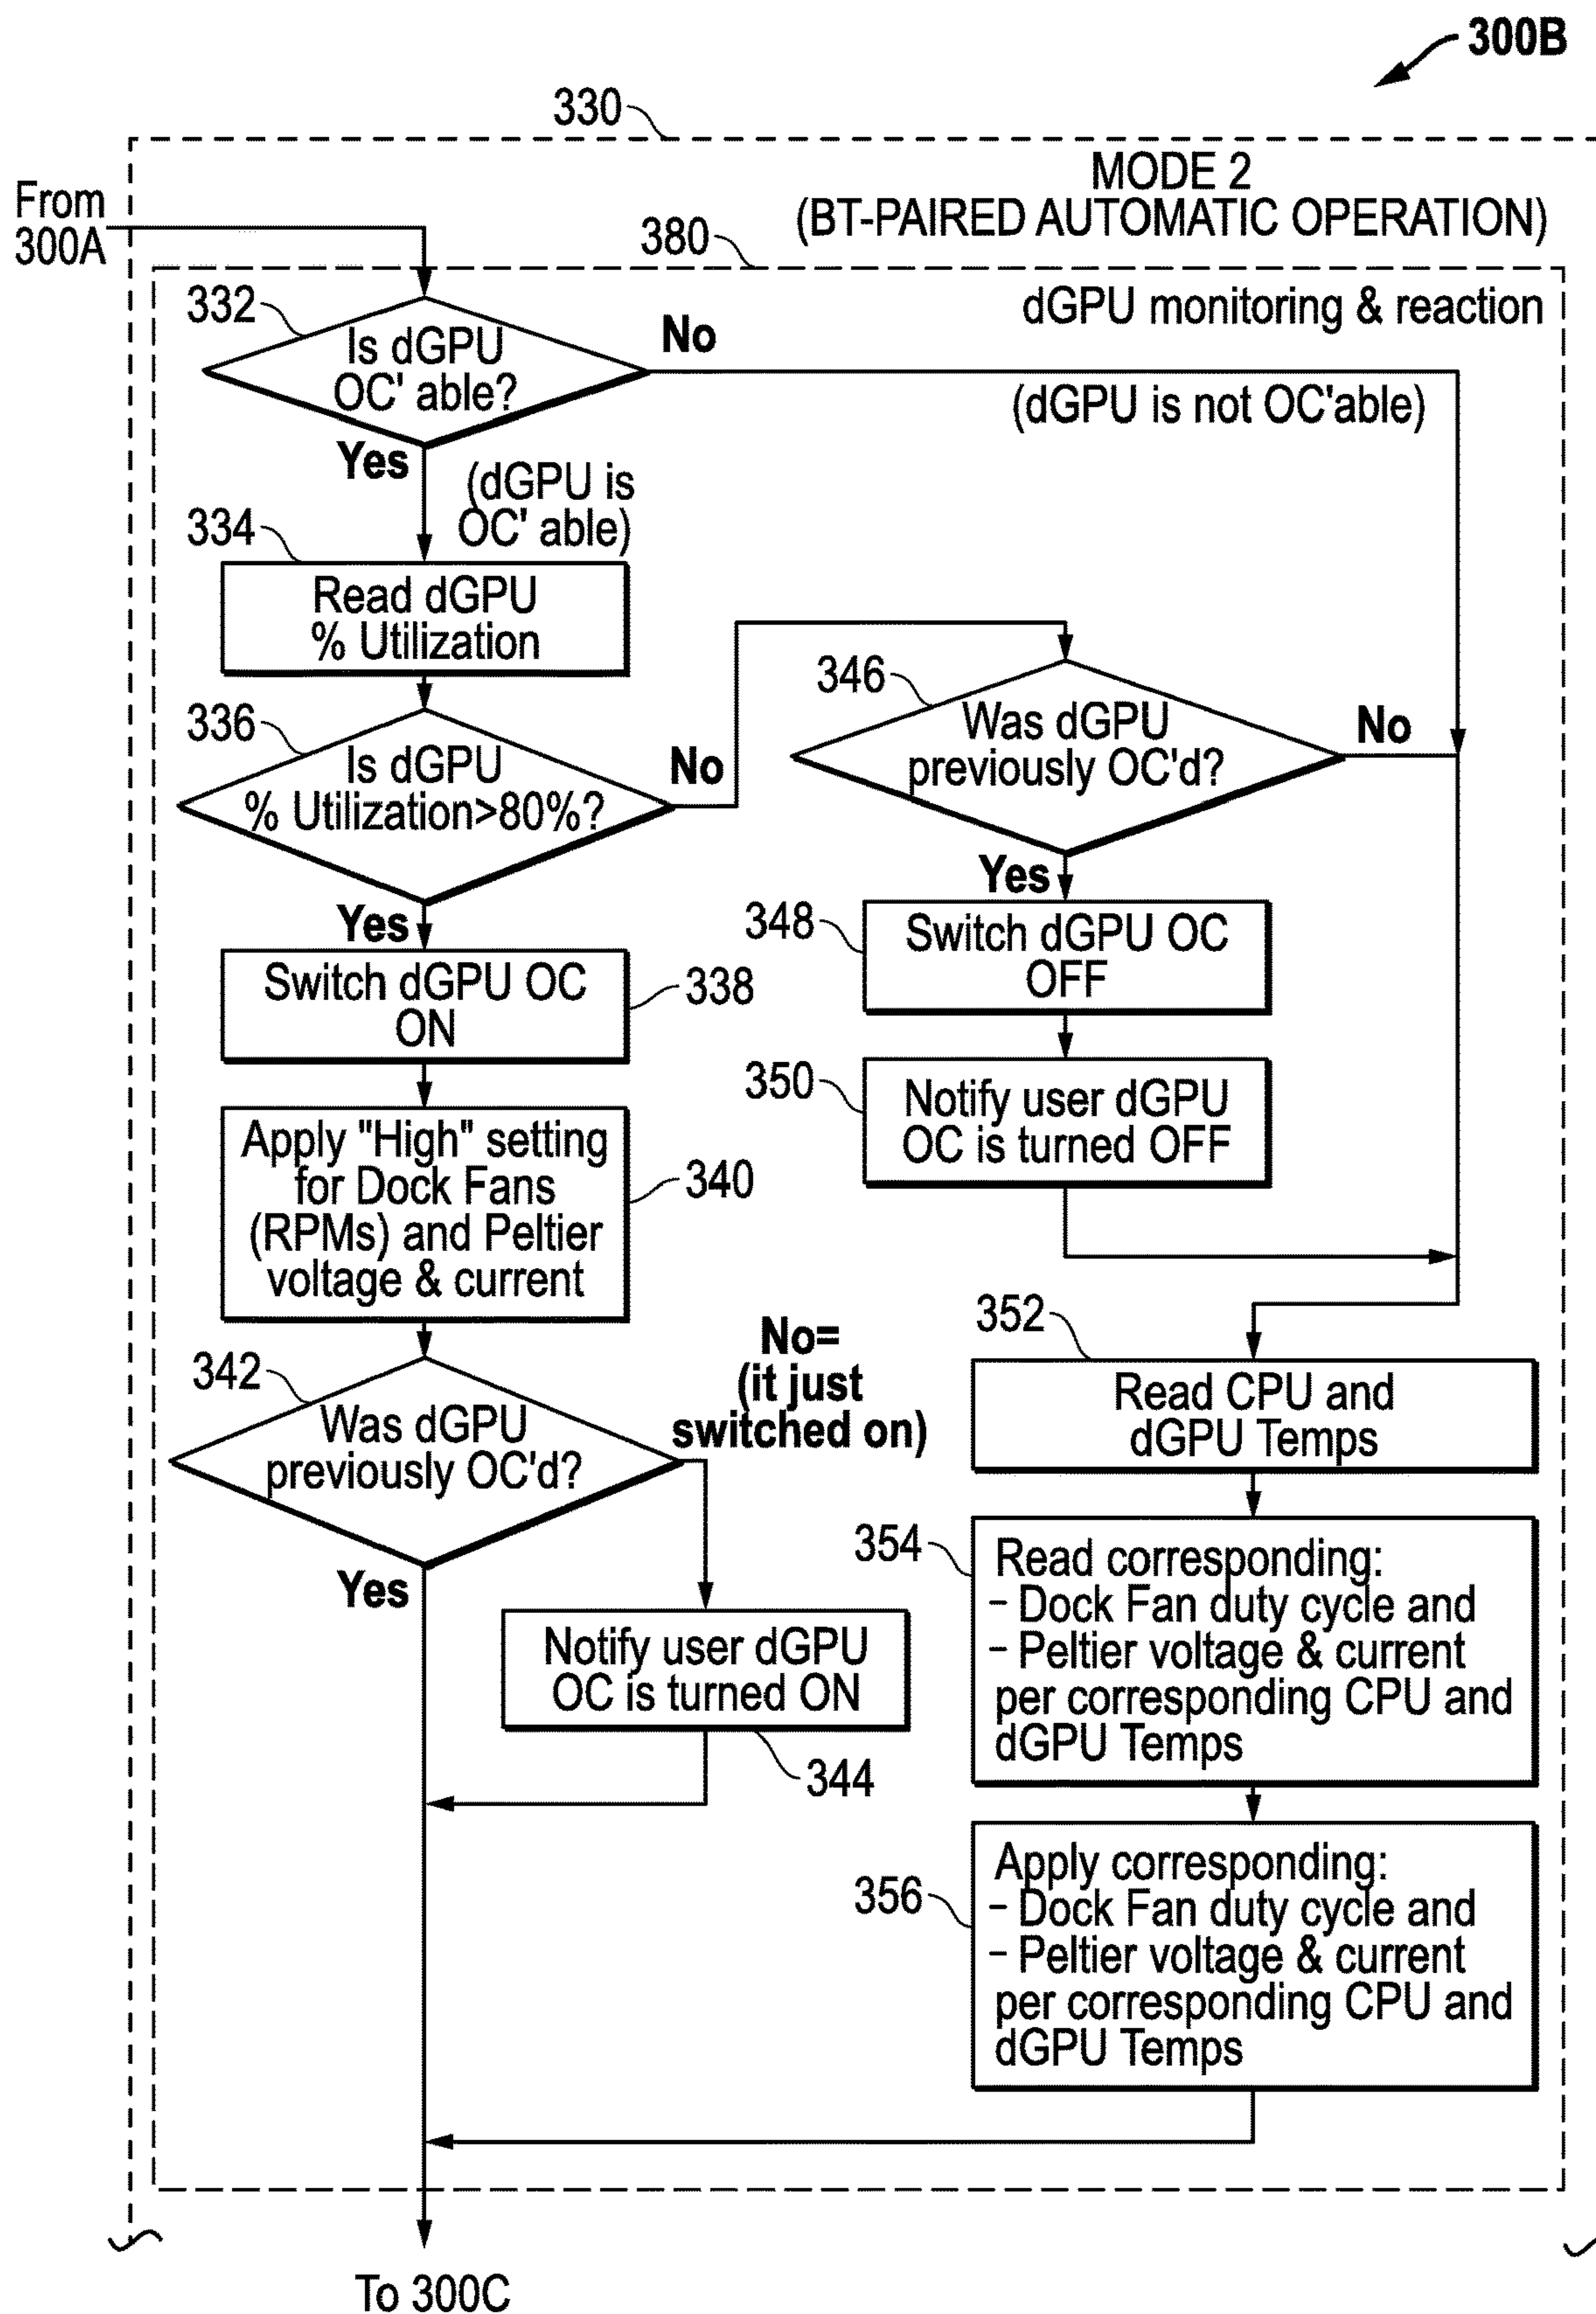 300B
330
MODE 2
(BT-PAIRED AUTOMATIC OPERATION)
From
300A
380
dGPU monitoring & reaction
332
Is dGPU
OC' able?
No
(dGPU is not OC'able)
Yes
(dGPU is
OC' able)
334
Read dGPU
% Utilization
336
Is dGPU
% Utilization>80%?
No
346
Was dGPU
previously OC'd?
No
Yes
Yes
348
Switch dGPU OC
OFF
Switch dGPU OC
ON
338
350
Notify user dGPU
OC is turned OFF
Apply "High" setting
for Dock Fans
(RPMs) and Peltier
voltage & current
340
342
Was dGPU
previously OC'd?
No=
(it just
switched on)
Yes
Notify user dGPU
OC is turned ON
344
352
Read CPU and
dGPU Temps
354
Read corresponding:
- Dock Fan duty cycle and
- Peltier voltage & current
per corresponding CPU and
dGPU Temps
356
Apply corresponding:
- Dock Fan duty cycle and
- Peltier voltage & current
per corresponding CPU and
dGPU Temps
To 300C